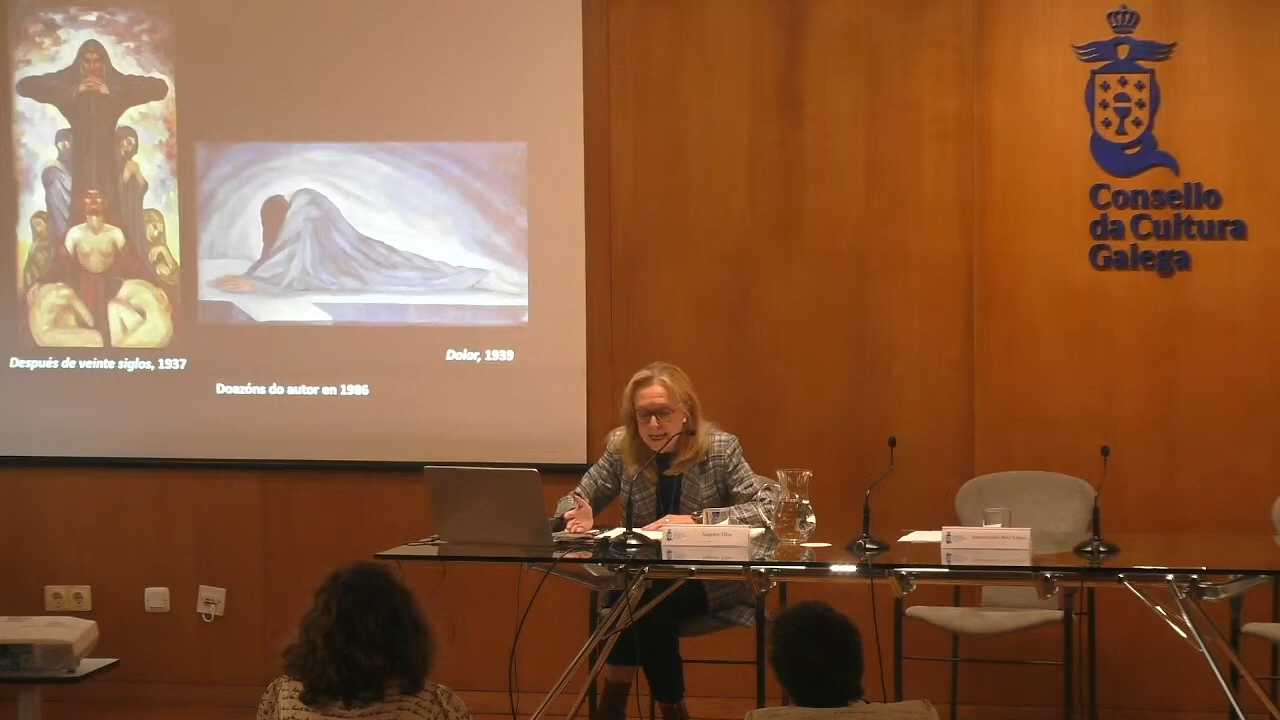 Después de veinte siglos, 1937
Dolor, 1939
Doazóns do autor en 1986
Consello
da Cultura
Galega